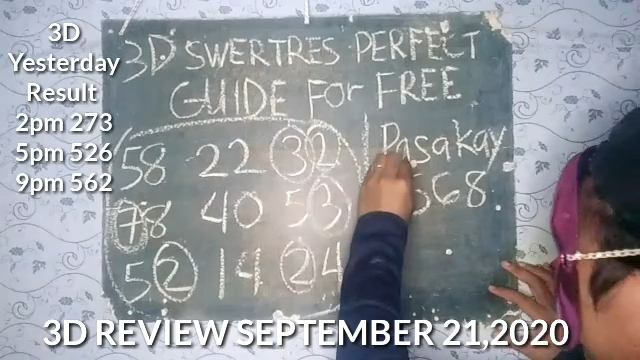 3D
Yesterday
Result
2pm 273
5pm 526
9pm 562
3D SWERTRES PERFECT
GUIDE For FREE
58 22 32
78 40 53
52 14 24
Pasakay
568
3D REVIEW SEPTEMBER 21,2020